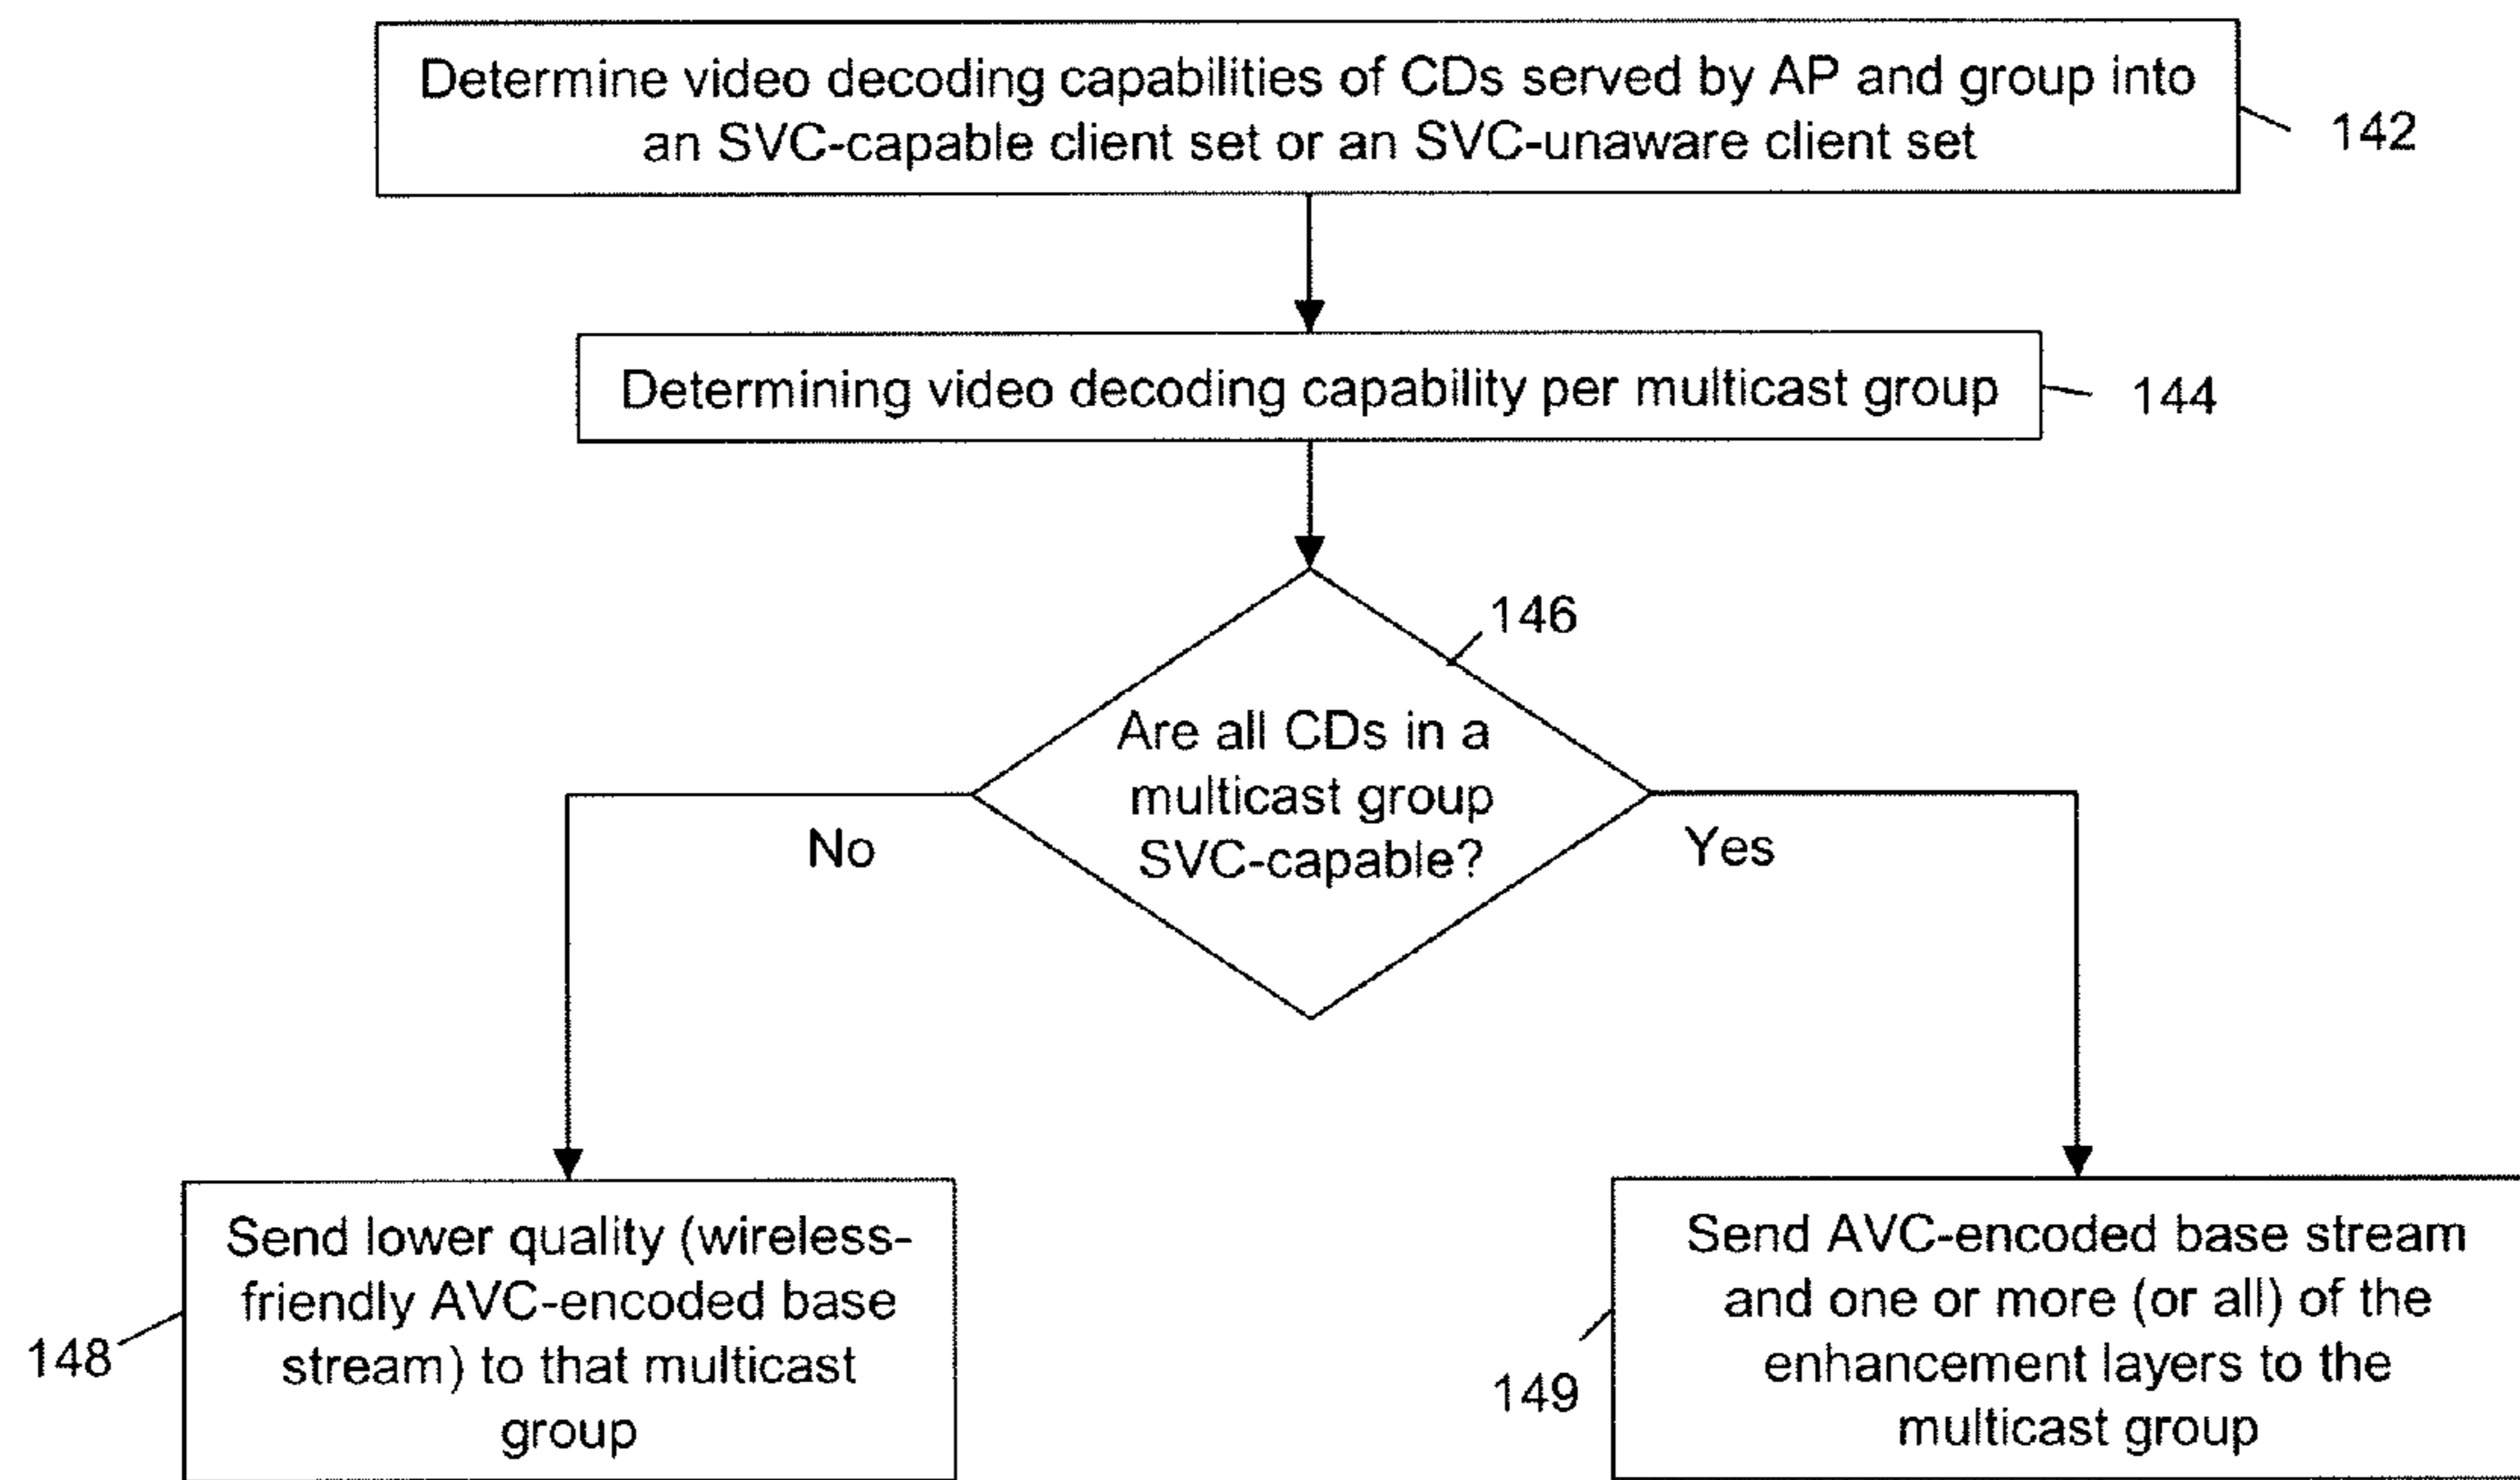 Determine video decoding capabilities of CDs served by AP and group into
an SVC-capable client set or an SVC-unaware client set
142
Determining video decoding capability per multicast group
144
146
Are all CDs in a
multicast group
SVC-capable?
No
Yes
Send lower quality (wireless-
friendly AVC-encoded base
stream) to that multicast
group
148
Send AVC-encoded base stream
and one or more (or all) of the
enhancement layers to the
multicast group
149